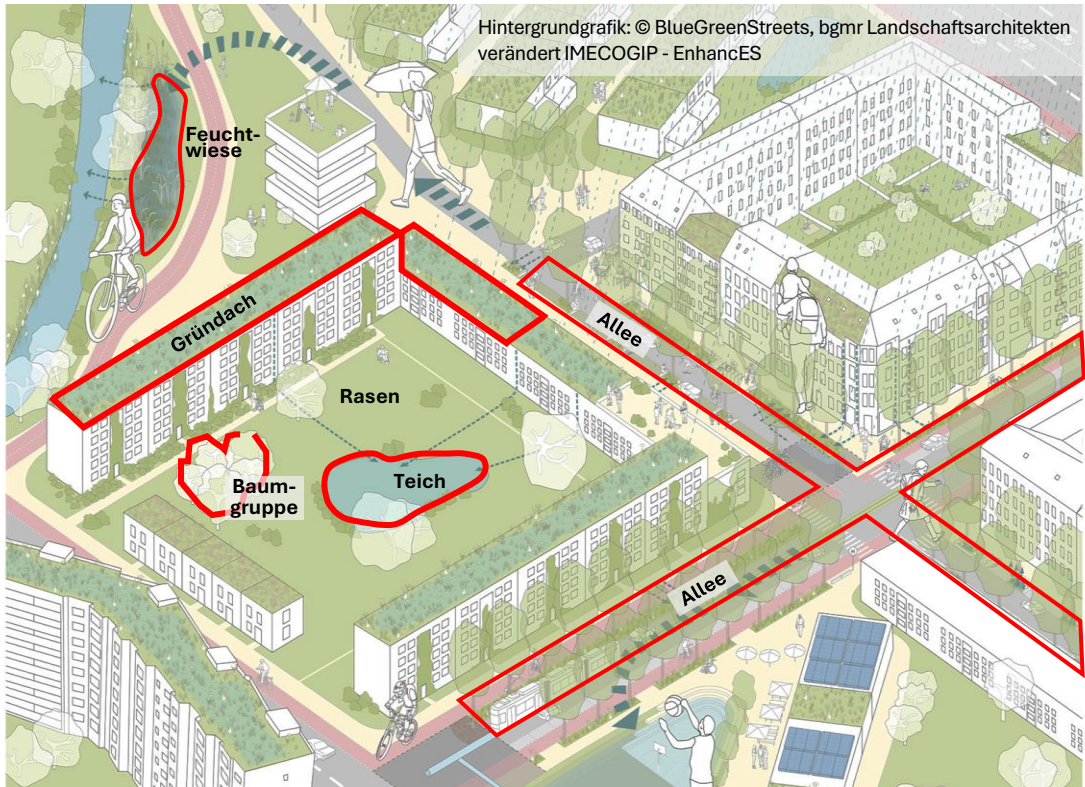 Hintergrundgrafik: © BlueGreenStreets, bgmr Landschaftsarchitekten
verändert IMECOGIP - EnhancES
Feucht-
wiese
Gründach
Allee
Rasen
Teich
Baum-
gruppe
Allee
H